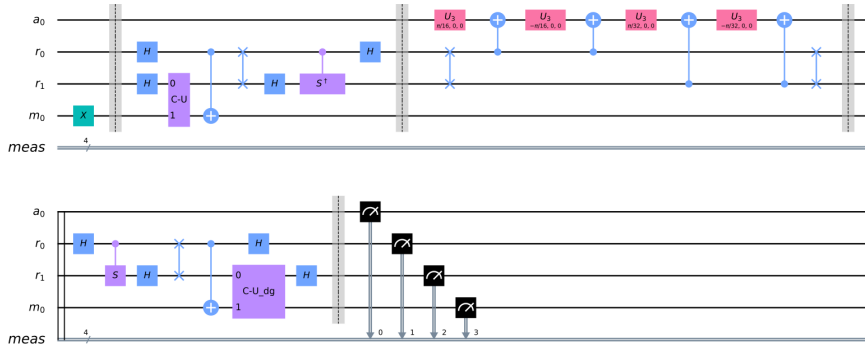 a0 U3 U3 U3 U3
π/16, 0, 0 −π/16, 0, 0 π/32, 0, 0 −π/32, 0, 0
r0 H H
r1 H 0 H S†
C-U
m0 X 1
meas 4
a0
r0 H H
r1 S H 0 H
C-U_dg
m0 1
meas 4 0 1 2 3